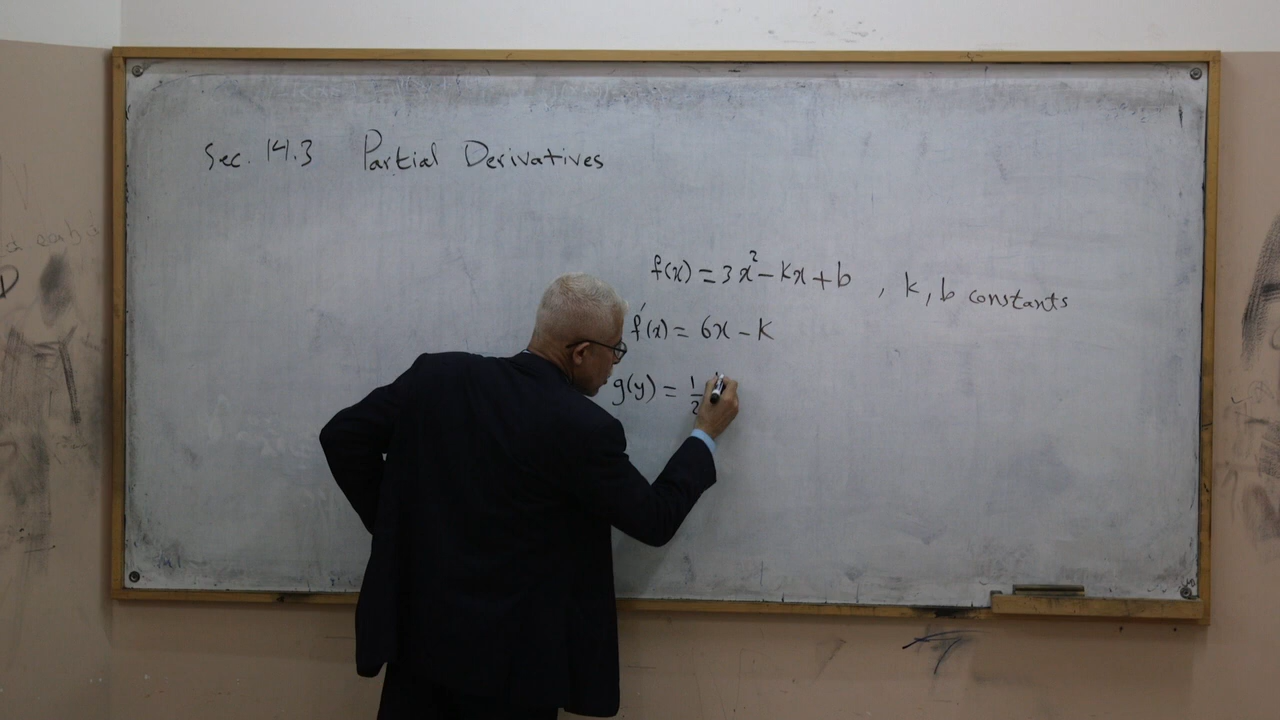 Sec. 14.3 Partial Derivatives
f(x) = 3x² - kx + b , k, b constants
f'(x) = 6x - k
g(y) = 1/2